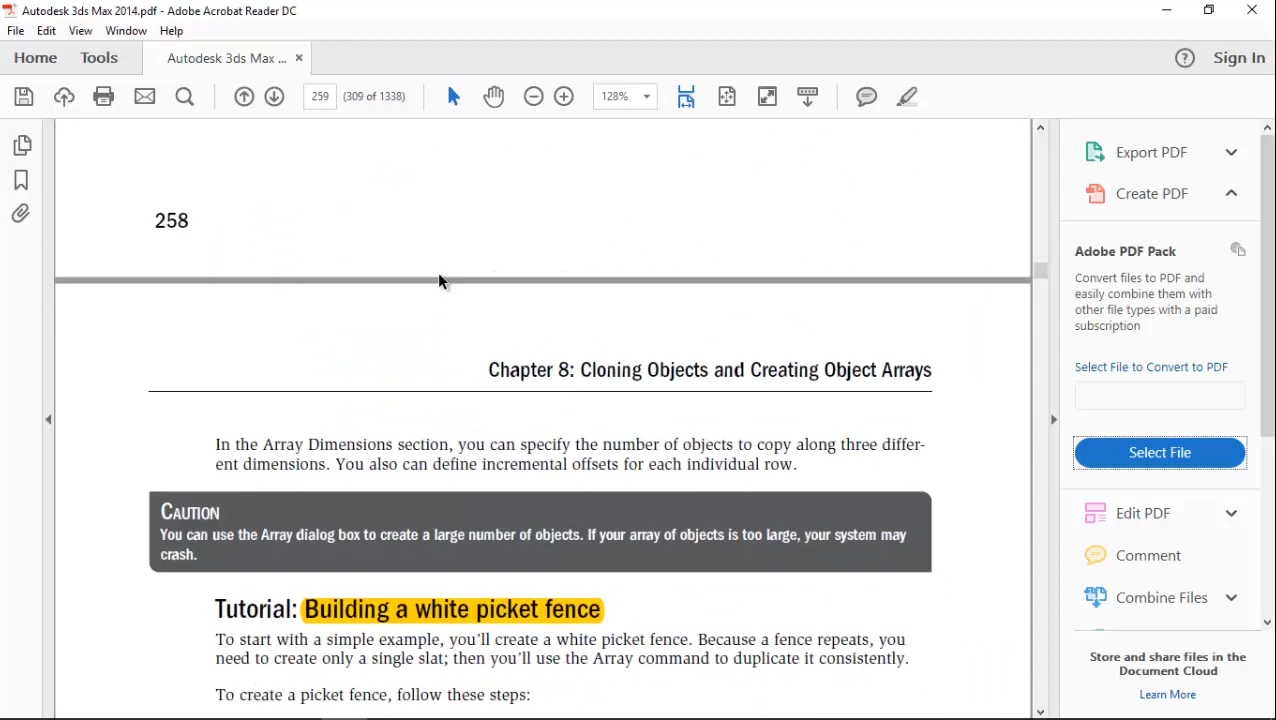 Autodesk 3ds Max 2014.pdf - Adobe Acrobat Reader DC
File Edit View Window Help
Home Tools Autodesk 3ds Max ... × ? Sign In
259 (309 of 1338) 128%
258
Chapter 8: Cloning Objects and Creating Object Arrays
In the Array Dimensions section, you can specify the number of objects to copy along three differ-
ent dimensions. You also can define incremental offsets for each individual row.
CAUTION
You can use the Array dialog box to create a large number of objects. If your array of objects is too large, your system may
crash.
Tutorial: Building a white picket fence
To start with a simple example, you'll create a white picket fence. Because a fence repeats, you
need to create only a single slat; then you'll use the Array command to duplicate it consistently.
To create a picket fence, follow these steps:
Export PDF
Create PDF
Adobe PDF Pack
Convert files to PDF and
easily combine them with
other file types with a paid
subscription
Select File to Convert to PDF
Select File
Edit PDF
Comment
Combine Files
Store and share files in the
Document Cloud
Learn More